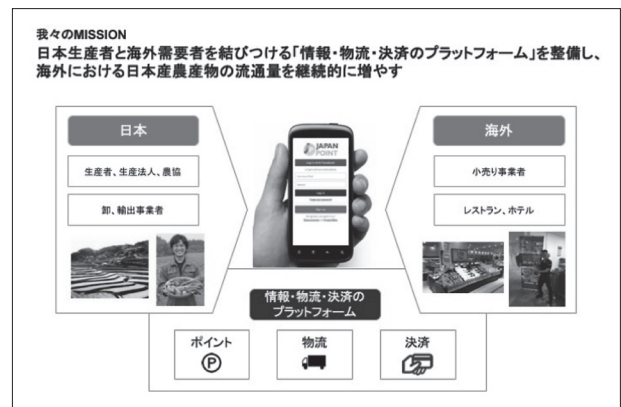 我々のMISSION
日本生産者と海外需要者を結びつける「情報・物流・決済のプラットフォーム」を整備し、
海外における日本産農産物の流通量を継続的に増やす
日本
生産者、生産法人、農協
卸、輸出事業者
JAPAN
POINT
海外
小売り事業者
レストラン、ホテル
情報・物流・決済の
プラットフォーム
ポイント
P
物流
決済